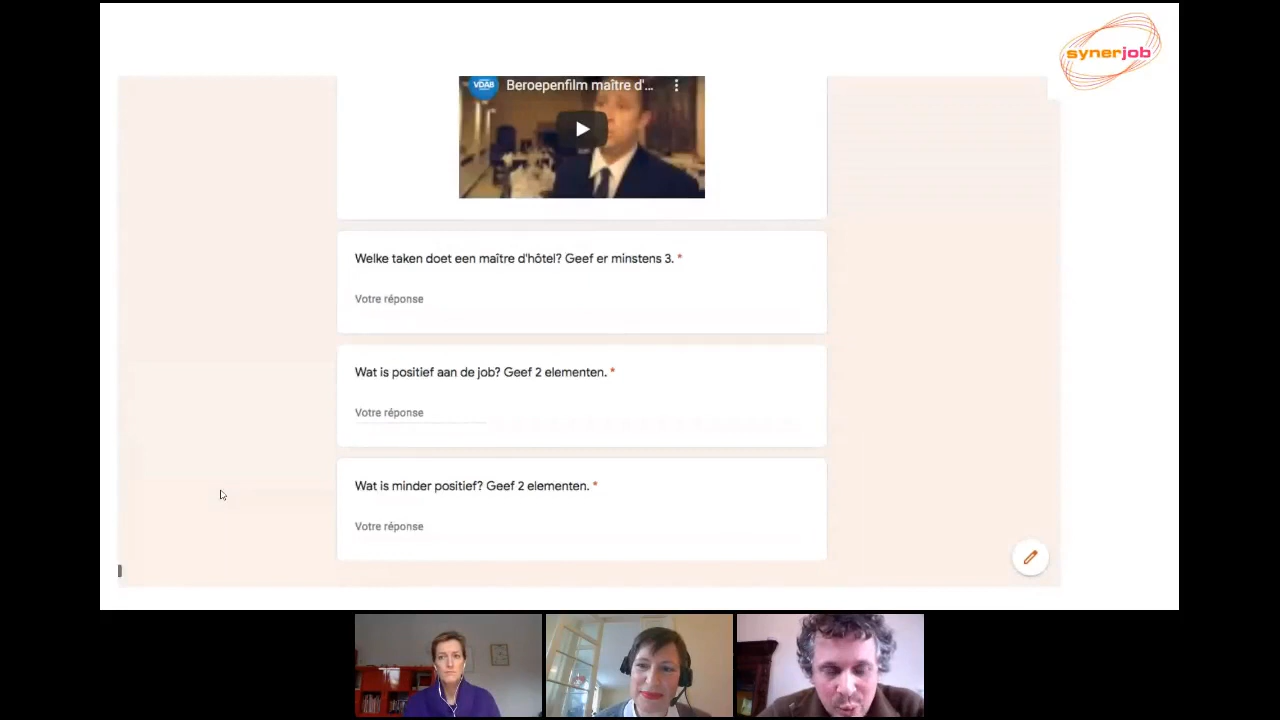 synerjob
VDAB
Beroepenfilm maître d'...
Welke taken doet een maître d'hôtel? Geef er minstens 3. *
Votre réponse
Wat is positief aan de job? Geef 2 elementen. *
Votre réponse
Wat is minder positief? Geef 2 elementen. *
Votre réponse